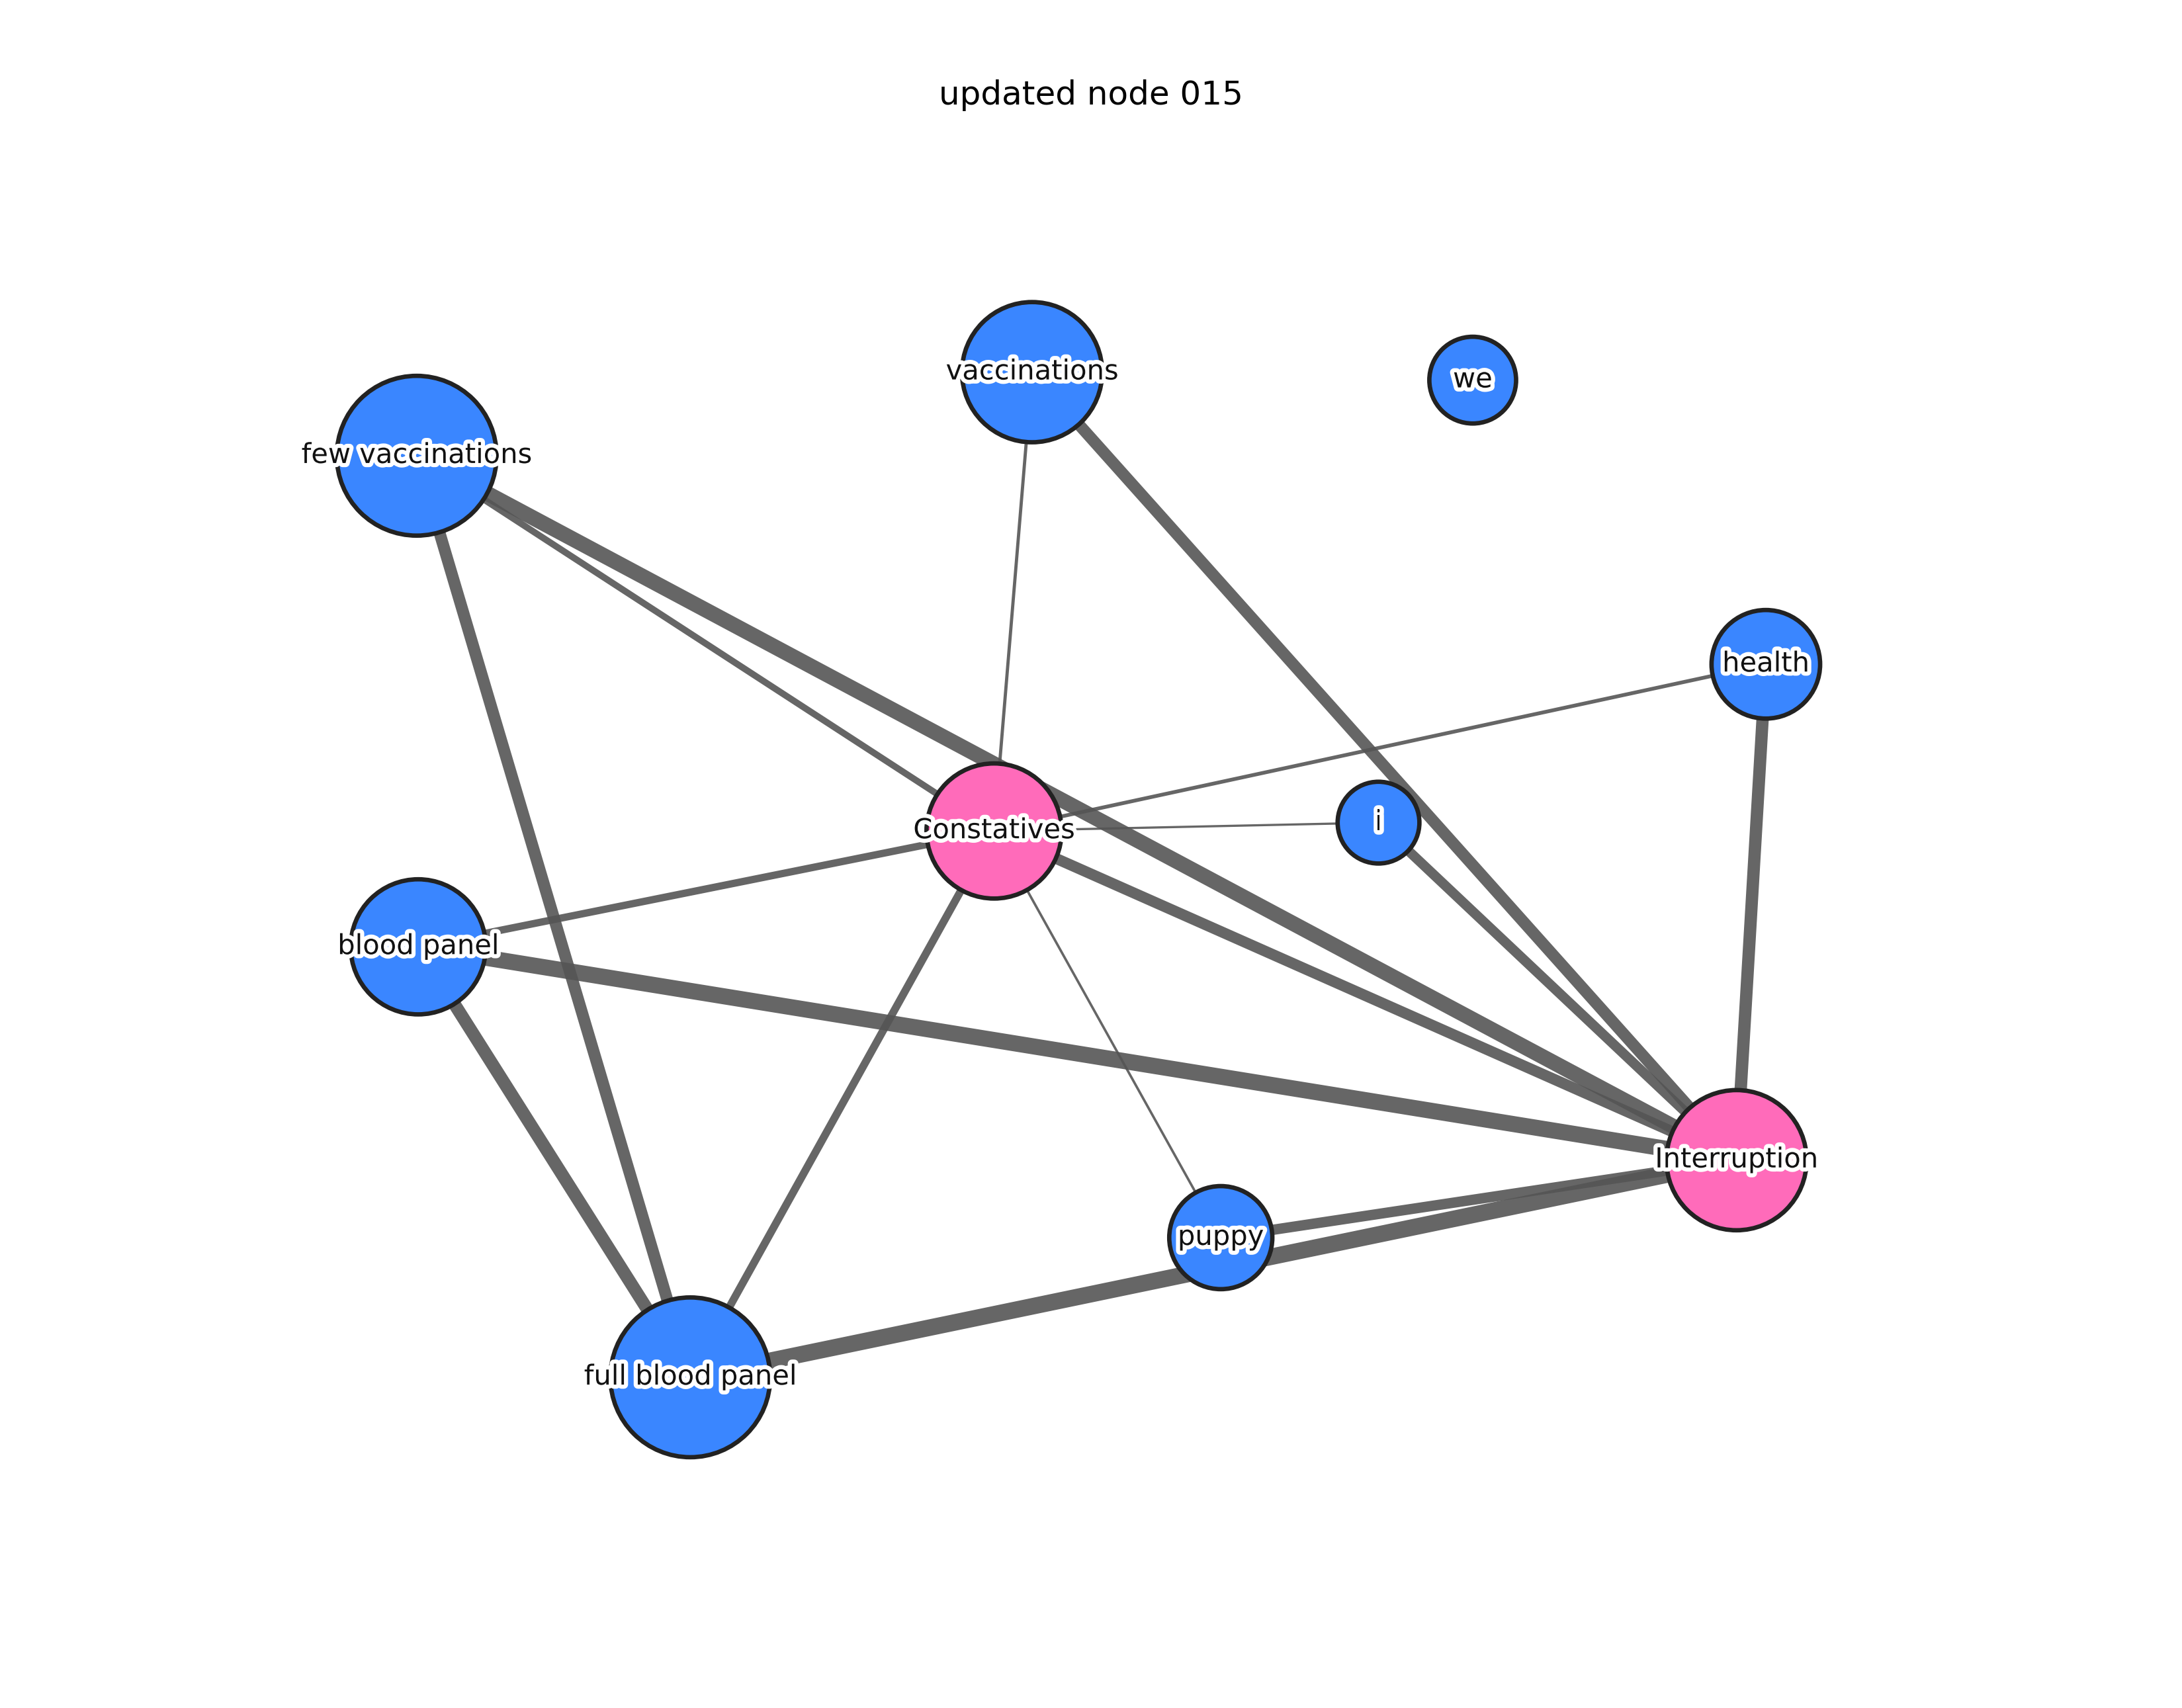 updated node 015
vaccinations
we
few vaccinations
health
i
Constatives
blood panel
Interruption
puppy
full blood panel